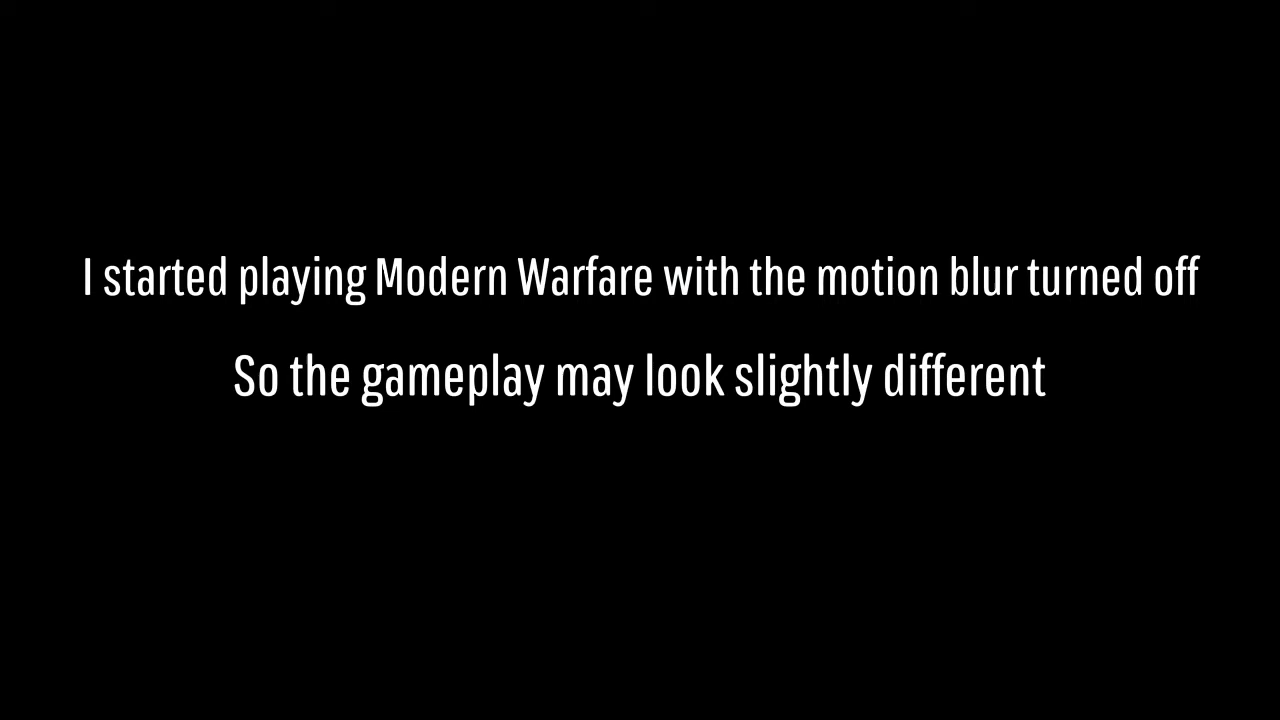 I started playing Modern Warfare with the motion blur turned off
So the gameplay may look slightly different